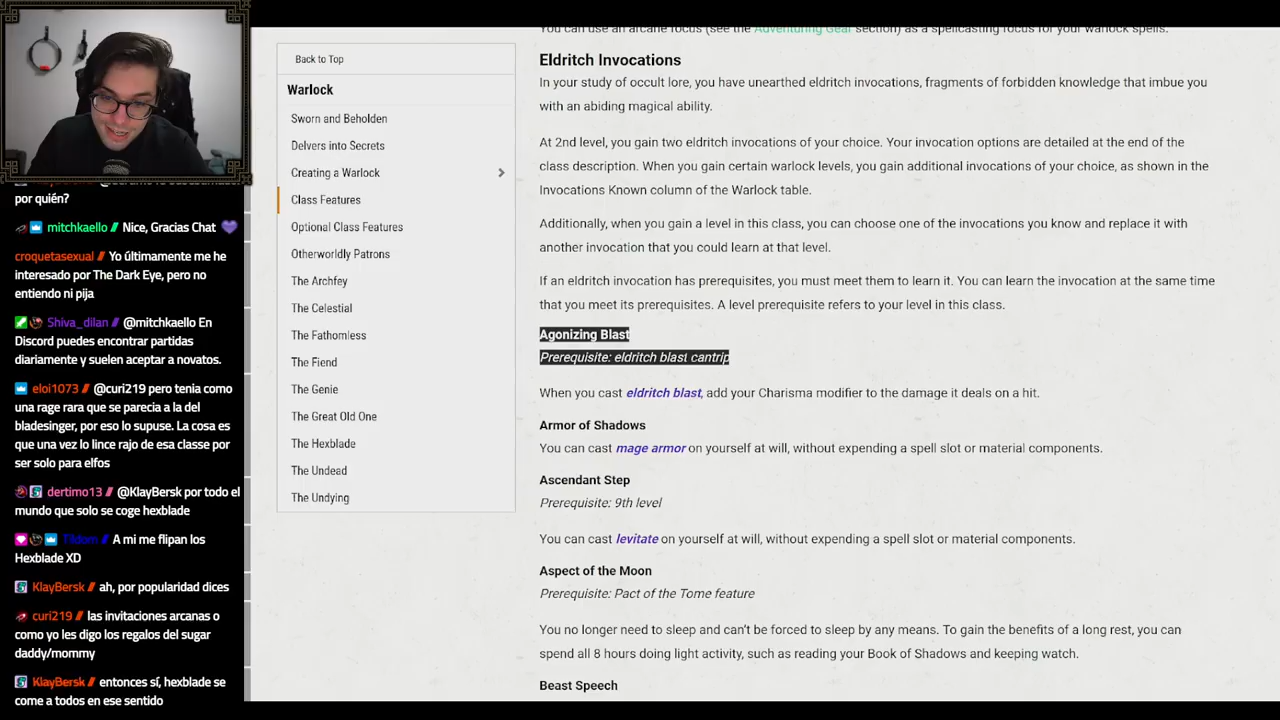 por quién?
mitchkaello // Nice, Gracias Chat
croquetasexual // Yo últimamente me he
interesado por The Dark Eye, pero no
entiendo ni pija
Shiva_dilan // @mitchkaello En
Discord puedes encontrar partidas
diariamente y suelen aceptar a novatos.
eloi1073 // @curi219 pero tenia como
una rage rara que se parecia a la del
bladesinger, por eso lo supuse. La cosa es
que una vez lo lince rajo de esa classe por
ser solo para elfos
dertimo13 // @KlayBersk por todo el
mundo que solo se coge hexblade
// A mi me flipan los
Hexblade XD
KlayBersk // ah, por popularidad dices
curi219 // las invitaciones arcanas o
como yo les digo los regalos del sugar
daddy/mommy
KlayBersk // entonces sí, hexblade se
come a todos en ese sentido
Back to Top
Warlock
Sworn and Beholden
Delvers into Secrets
Creating a Warlock
Class Features
Optional Class Features
Otherworldly Patrons
The Archfey
The Celestial
The Fathomless
The Fiend
The Genie
The Great Old One
The Hexblade
The Undead
The Undying
You can use an arcane focus (see the Adventuring Gear section) as a spellcasting focus for your warlock spells.
Eldritch Invocations
In your study of occult lore, you have unearthed eldritch invocations, fragments of forbidden knowledge that imbue you
with an abiding magical ability.
At 2nd level, you gain two eldritch invocations of your choice. Your invocation options are detailed at the end of the
class description. When you gain certain warlock levels, you gain additional invocations of your choice, as shown in the
Invocations Known column of the Warlock table.
Additionally, when you gain a level in this class, you can choose one of the invocations you know and replace it with
another invocation that you could learn at that level.
If an eldritch invocation has prerequisites, you must meet them to learn it. You can learn the invocation at the same time
that you meet its prerequisites. A level prerequisite refers to your level in this class.
Agonizing Blast
Prerequisite: eldritch blast cantrip
When you cast eldritch blast, add your Charisma modifier to the damage it deals on a hit.
Armor of Shadows
You can cast mage armor on yourself at will, without expending a spell slot or material components.
Ascendant Step
Prerequisite: 9th level
You can cast levitate on yourself at will, without expending a spell slot or material components.
Aspect of the Moon
Prerequisite: Pact of the Tome feature
You no longer need to sleep and can't be forced to sleep by any means. To gain the benefits of a long rest, you can
spend all 8 hours doing light activity, such as reading your Book of Shadows and keeping watch.
Beast Speech